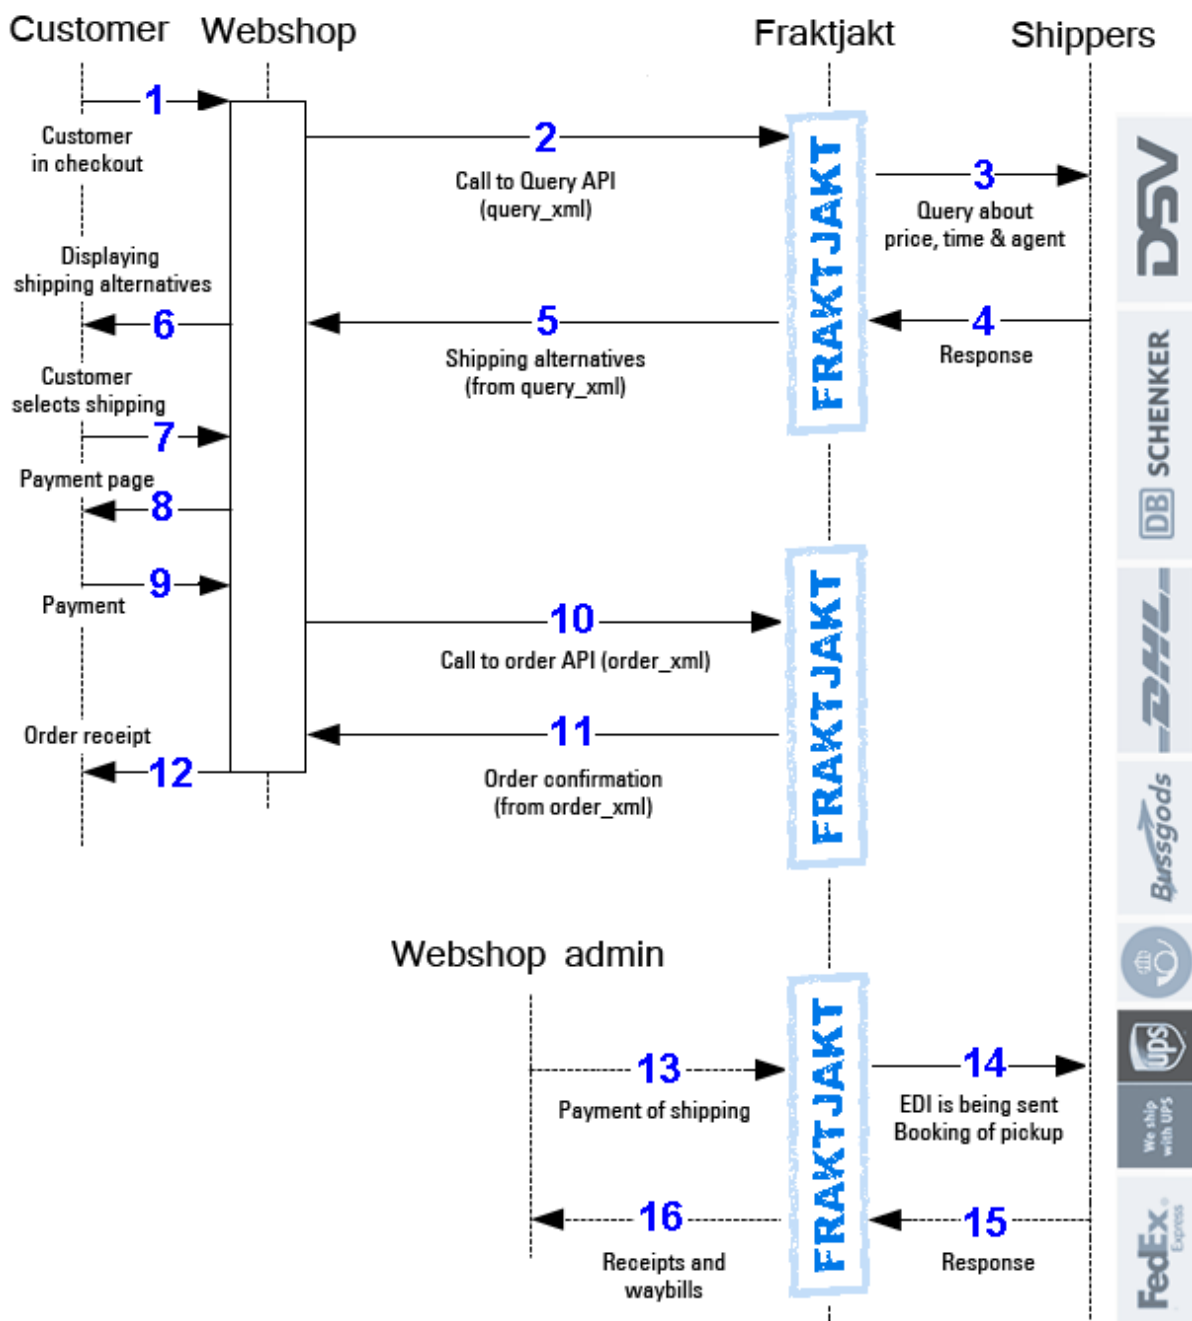 Customer
Webshop
Fraktjakt
Shippers
1
Customer
in checkout
2
Call to Query API
(query_xml)
3
Query about
price, time & agent
FRAKTJAKT
Displaying
shipping alternatives
6
5
Shipping alternatives
(from query_xml)
4
Response
Customer
selects shipping
7
Payment page
8
9
Payment
10
Call to order API (order_xml)
FRAKTJAKT
11
Order confirmation
(from order_xml)
Order receipt
12
Webshop admin
13
Payment of shipping
FRAKTJAKT
14
EDI is being sent
Booking of pickup
16
Receipts and
waybills
15
Response
DSV
DB SCHENKER
DHL
Bussgods
ups
We ship
with UPS
FedEx®
Express